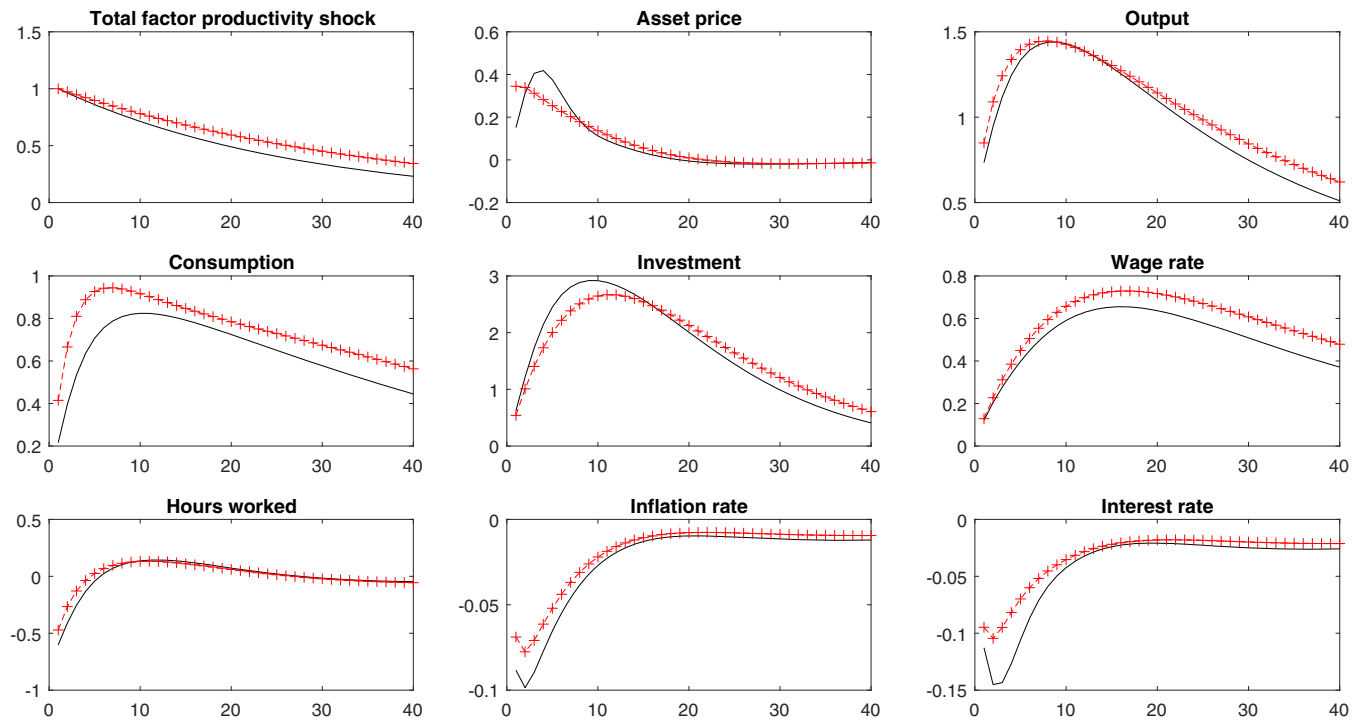 Total factor productivity shock
1.5
1
0.5
0
0 10 20 30 40
Asset price
0.6
0.4
0.2
0
-0.2
0 10 20 30 40
Output
1.5
1
0.5
0 10 20 30 40
Consumption
1
0.8
0.6
0.4
0.2
0 10 20 30 40
Investment
3
2
1
0
0 10 20 30 40
Wage rate
0.8
0.6
0.4
0.2
0
0 10 20 30 40
Hours worked
0.5
0
-0.5
-1
0 10 20 30 40
Inflation rate
0
-0.05
-0.1
0 10 20 30 40
Interest rate
0
-0.05
-0.1
-0.15
0 10 20 30 40